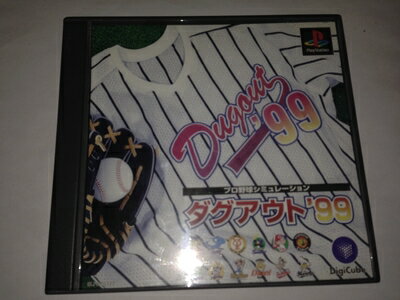 PlayStation
Dugout '99
プロ野球シミュレーション
ダグアウト'99
DigiCube